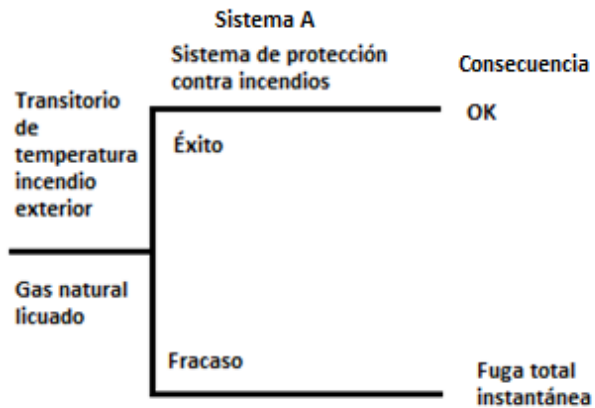 Sistema A
Sistema de protección
contra incendios
Consecuencia
Transitorio
de
temperatura
incendio
exterior
OK
Éxito
Gas natural
licuado
Fracaso
Fuga total
instantánea